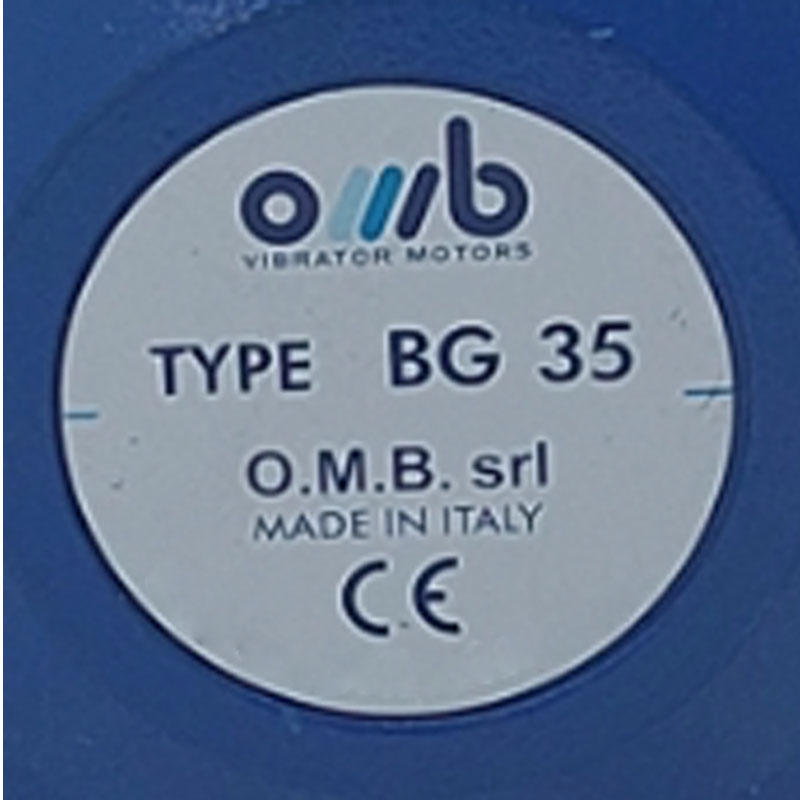 omb
VIBRATOR MOTORS
TYPE BG 35
O.M.B. srl
MADE IN ITALY
CE